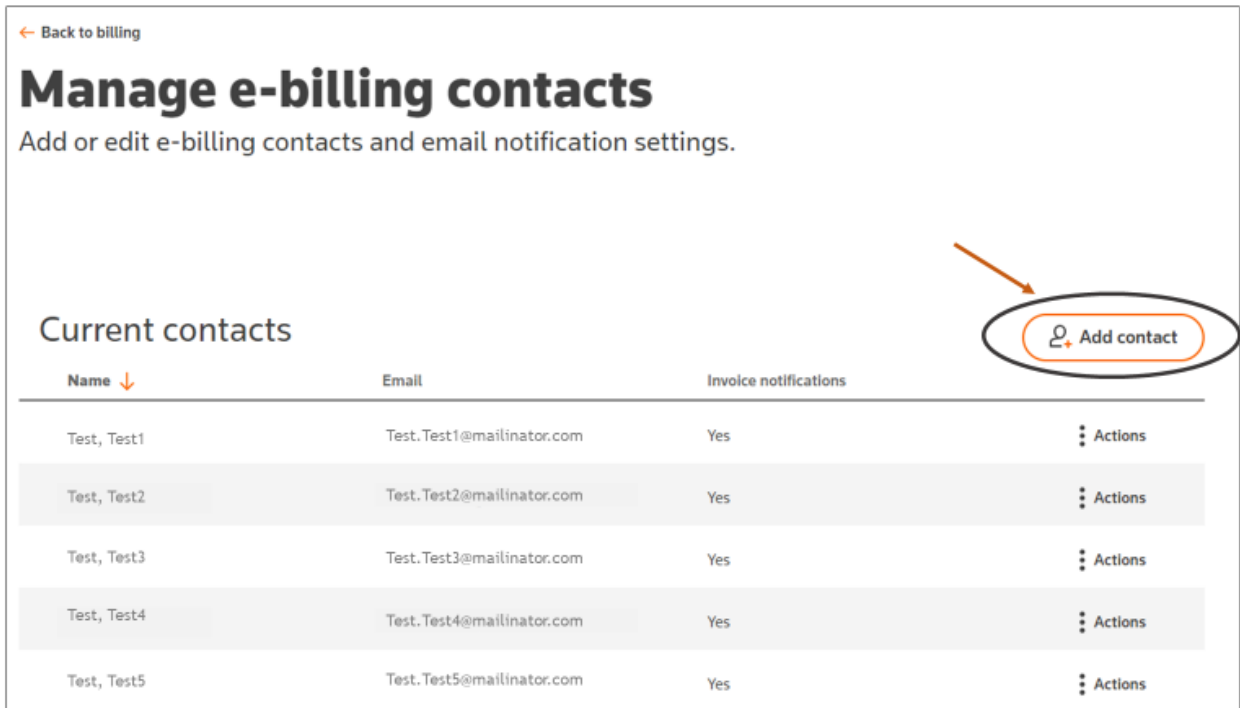 Back to billing
Manage e-billing contacts
Add or edit e-billing contacts and email notification settings.
Current contacts
Add contact
Name Email Invoice notifications
Test, Test1 Test.Test1@mailinator.com Yes Actions
Test, Test2 Test.Test2@mailinator.com Yes Actions
Test, Test3 Test.Test3@mailinator.com Yes Actions
Test, Test4 Test.Test4@mailinator.com Yes Actions
Test, Test5 Test.Test5@mailinator.com Yes Actions